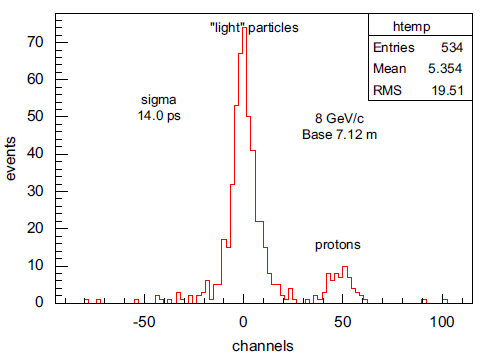 "light" particles
htemp
Entries 534
Mean 5.354
RMS 19.51
sigma
14.0 ps
8 GeV/c
Base 7.12 m
protons
events
70
60
50
40
30
20
10
0
-50 0 50 100
channels